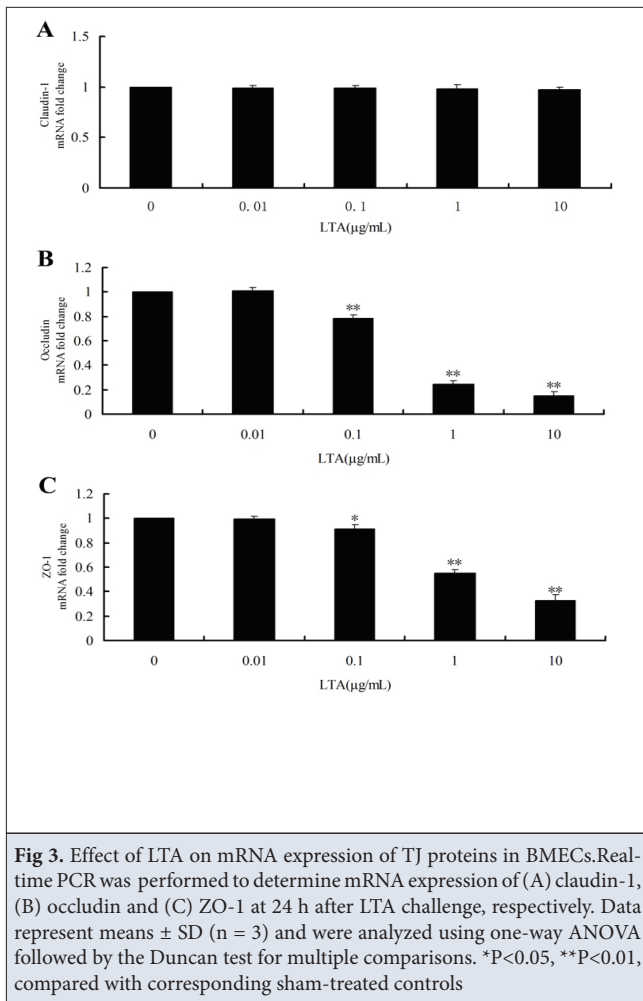 A
Claudin-1
mRNA fold change
1.5
1
0.5
0
0
0.01
0. 1
1
10
LTA(μg/mL)
B
Occludin
mRNA fold change
1.2
1
0.8
0.6
0.4
0.2
0
**
**
**
0
0.01
0.1
1
10
LTA(μg/mL)
C
ZO-1
mRNA fold change
1.2
1
0.8
0.6
0.4
0.2
0
*
**
**
0
0.01
0.1
1
10
LTA(μg/mL)
Fig 3. Effect of LTA on mRNA expression of TJ proteins in BMECs.Real-
time PCR was performed to determine mRNA expression of (A) claudin-1,
(B) occludin and (C) ZO-1 at 24 h after LTA challenge, respectively. Data
represent means ± SD (n = 3) and were analyzed using one-way ANOVA
followed by the Duncan test for multiple comparisons. *P<0.05, **P<0.01,
compared with corresponding sham-treated controls